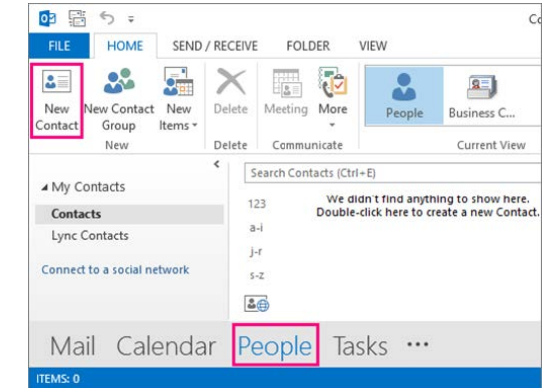 Co
FILE HOME SEND / RECEIVE FOLDER VIEW
New Contact
New Contact Group
New Items
Delete
Meeting
More
People
Business C...
New Delete Communicate Current View
Search Contacts (Ctrl+E)
My Contacts
Contacts
Lync Contacts
Connect to a social network
123
a-i
j-r
s-z
We didn't find anything to show here.
Double-click here to create a new Contact.
Mail Calendar People Tasks ...
ITEMS: 0